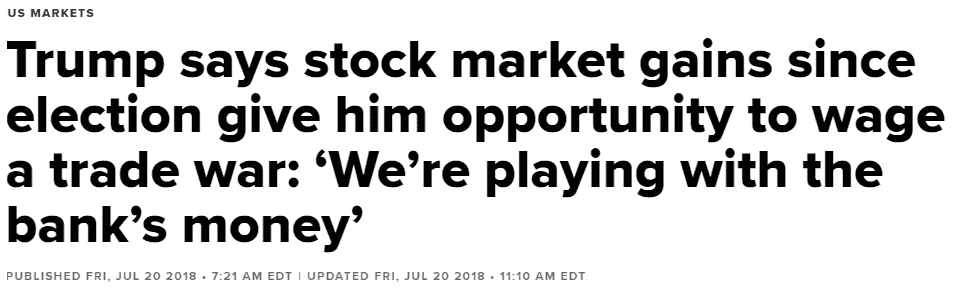 US MARKETS
Trump says stock market gains since
election give him opportunity to wage
a trade war: ‘We’re playing with the
bank’s money’
PUBLISHED FRI, JUL 20 2018 • 7:21 AM EDT | UPDATED FRI, JUL 20 2018 • 11:10 AM EDT